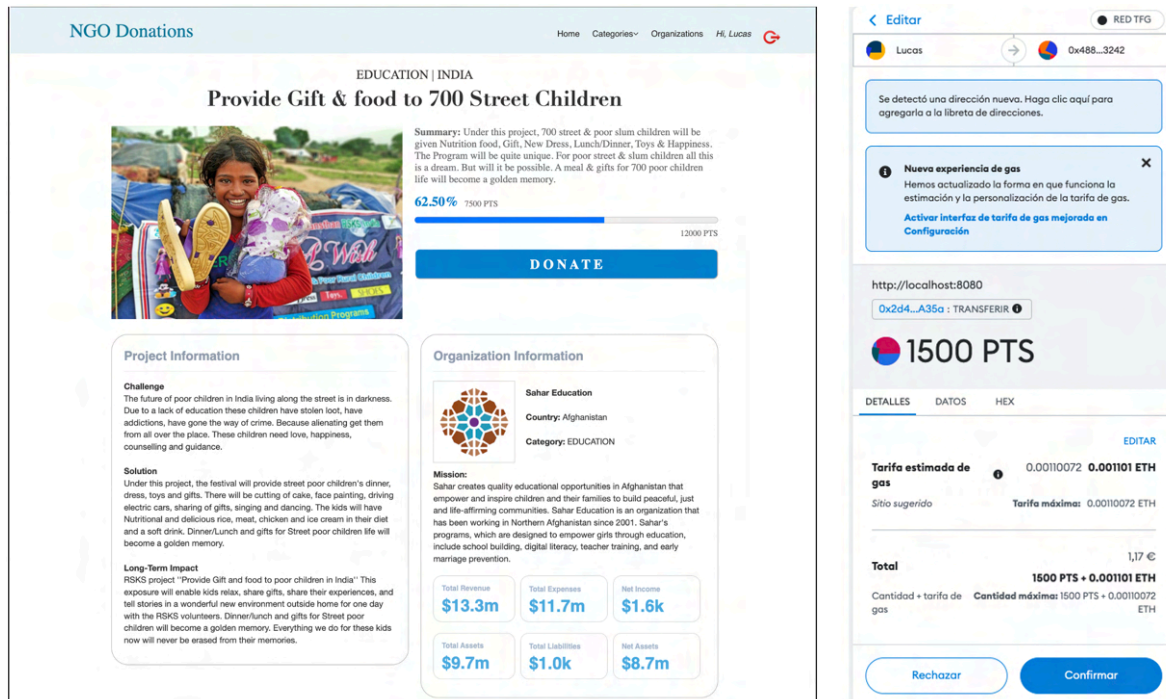 NGO Donations
Home Categories Organizations Hi, Lucas
EDUCATION | INDIA
Provide Gift & food to 700 Street Children
Summary: Under this project, 700 street & poor slum children will be
given Nutrition food, Gift, New Dress, Lunch/Dinner, Toys & Happiness.
The Program will be quite unique. For poor street & slum children all this
is a dream. But will it be possible. A meal & gifts for 700 poor children
life will become a golden memory.
62.50% 7500 PTS
12000 PTS
DONATE
A Wish
SHOES
Distribution Programs
Project Information
Challenge
The future of poor children in India living along the street is in darkness.
Due to a lack of education these children have stolen loot, have
addictions, have gone the way of crime. Because alienating get them
from all over the place. These children need love, happiness,
counselling and guidance.
Solution
Under this project, the festival will provide street poor children's dinner,
dress, toys and gifts. There will be cutting of cake, face painting, driving
electric cars, sharing of gifts, singing and dancing. The kids will have
Nutritional and delicious rice, meat, chicken and ice cream in their diet
and a soft drink. Dinner/Lunch and gifts for Street poor children life will
become a golden memory.
Long-Term Impact
RSKS project "Provide Gift and food to poor children in India" This
exposure will enable kids relax, share gifts, share their experiences, and
tell stories in a wonderful new environment outside home for one day
with the RSKS volunteers. Dinner/lunch and gifts for Street poor
children will become a golden memory. Everything we do for these kids
now will never be erased from their memories.
Organization Information
Sahar Education
Country: Afghanistan
Category: EDUCATION
Mission:
Sahar creates quality educational opportunities in Afghanistan that
empower and inspire children and their families to build peaceful, just
and life-affirming communities. Sahar Education is an organization that
has been working in Northern Afghanistan since 2001. Sahar's
programs, which are designed to empower girls through education,
include school building, digital literacy, teacher training, and early
marriage prevention.
Total Revenue
$13.3m
Total Expenses
$11.7m
Net Income
$1.6k
Total Assets
$9.7m
Total Liabilities
$1.0k
Net Assets
$8.7m
Editar
RED TFG
Lucas
0x488...3242
Se detectó una dirección nueva. Haga clic aquí para
agregarla a la libreta de direcciones.
Nueva experiencia de gas
Hemos actualizado la forma en que funciona la
estimación y la personalización de la tarifa de gas.
Activar interfaz de tarifa de gas mejorada en
Configuración
http://localhost:8080
0x2d4...A35a : TRANSFERIR
1500 PTS
DETALLES DATOS HEX
EDITAR
Tarifa estimada de
gas
0.00110072 0.001101 ETH
Sitio sugerido
Tarifa máxima: 0.00110072 ETH
1,17 €
Total
1500 PTS + 0.001101 ETH
Cantidad + tarifa de
gas
Cantidad máxima: 1500 PTS + 0.00110072
ETH
Rechazar
Confirmar